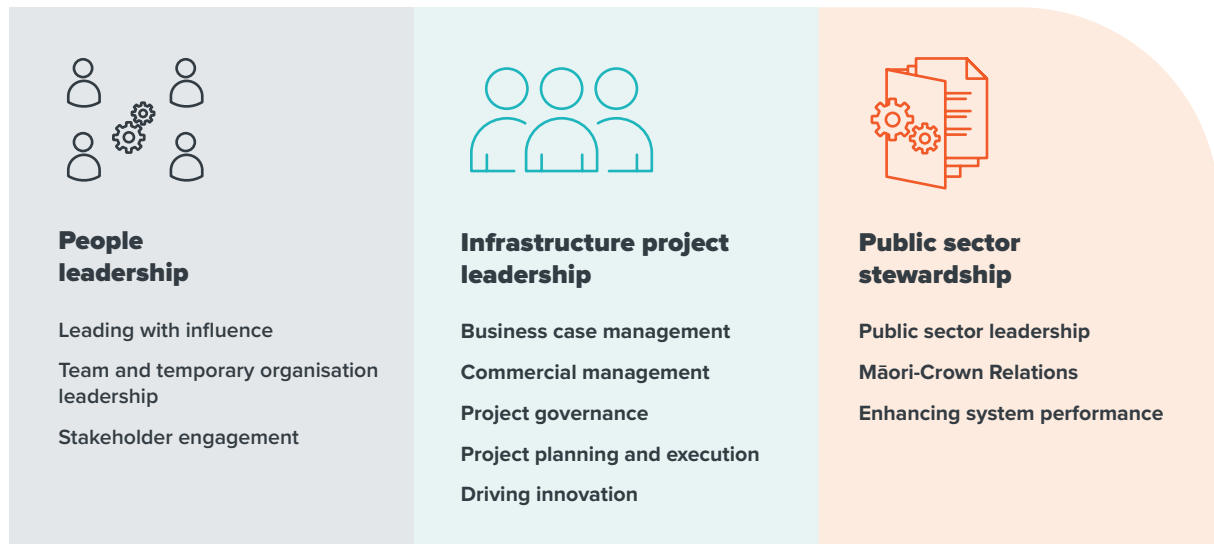 People
leadership
Leading with influence
Team and temporary organisation
leadership
Stakeholder engagement
Infrastructure project
leadership
Business case management
Commercial management
Project governance
Project planning and execution
Driving innovation
Public sector
stewardship
Public sector leadership
Māori-Crown Relations
Enhancing system performance